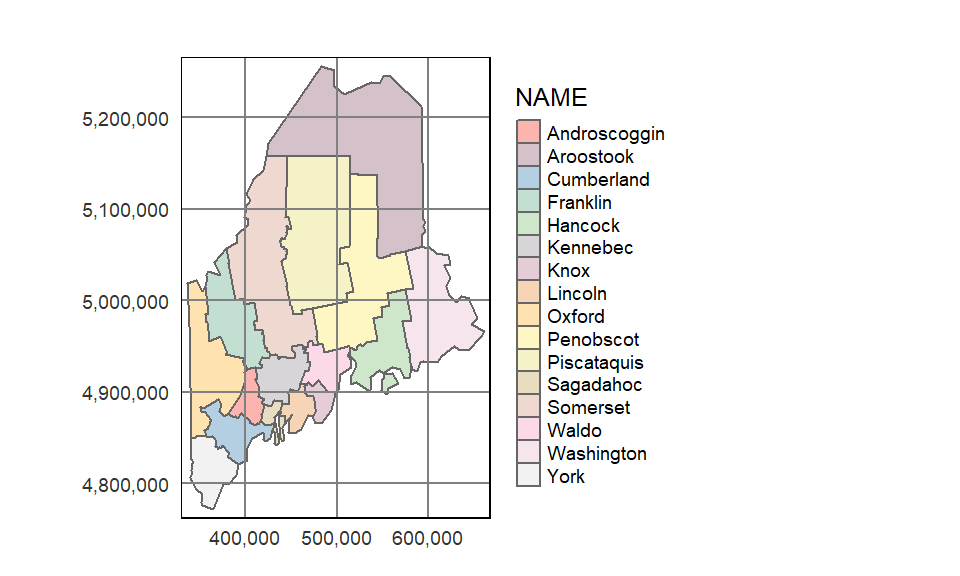 5,200,000
5,100,000
5,000,000
4,900,000
4,800,000
400,000 500,000 600,000
NAME
Androscoggin
Aroostook
Cumberland
Franklin
Hancock
Kennebec
Knox
Lincoln
Oxford
Penobscot
Piscataquis
Sagadahoc
Somerset
Waldo
Washington
York